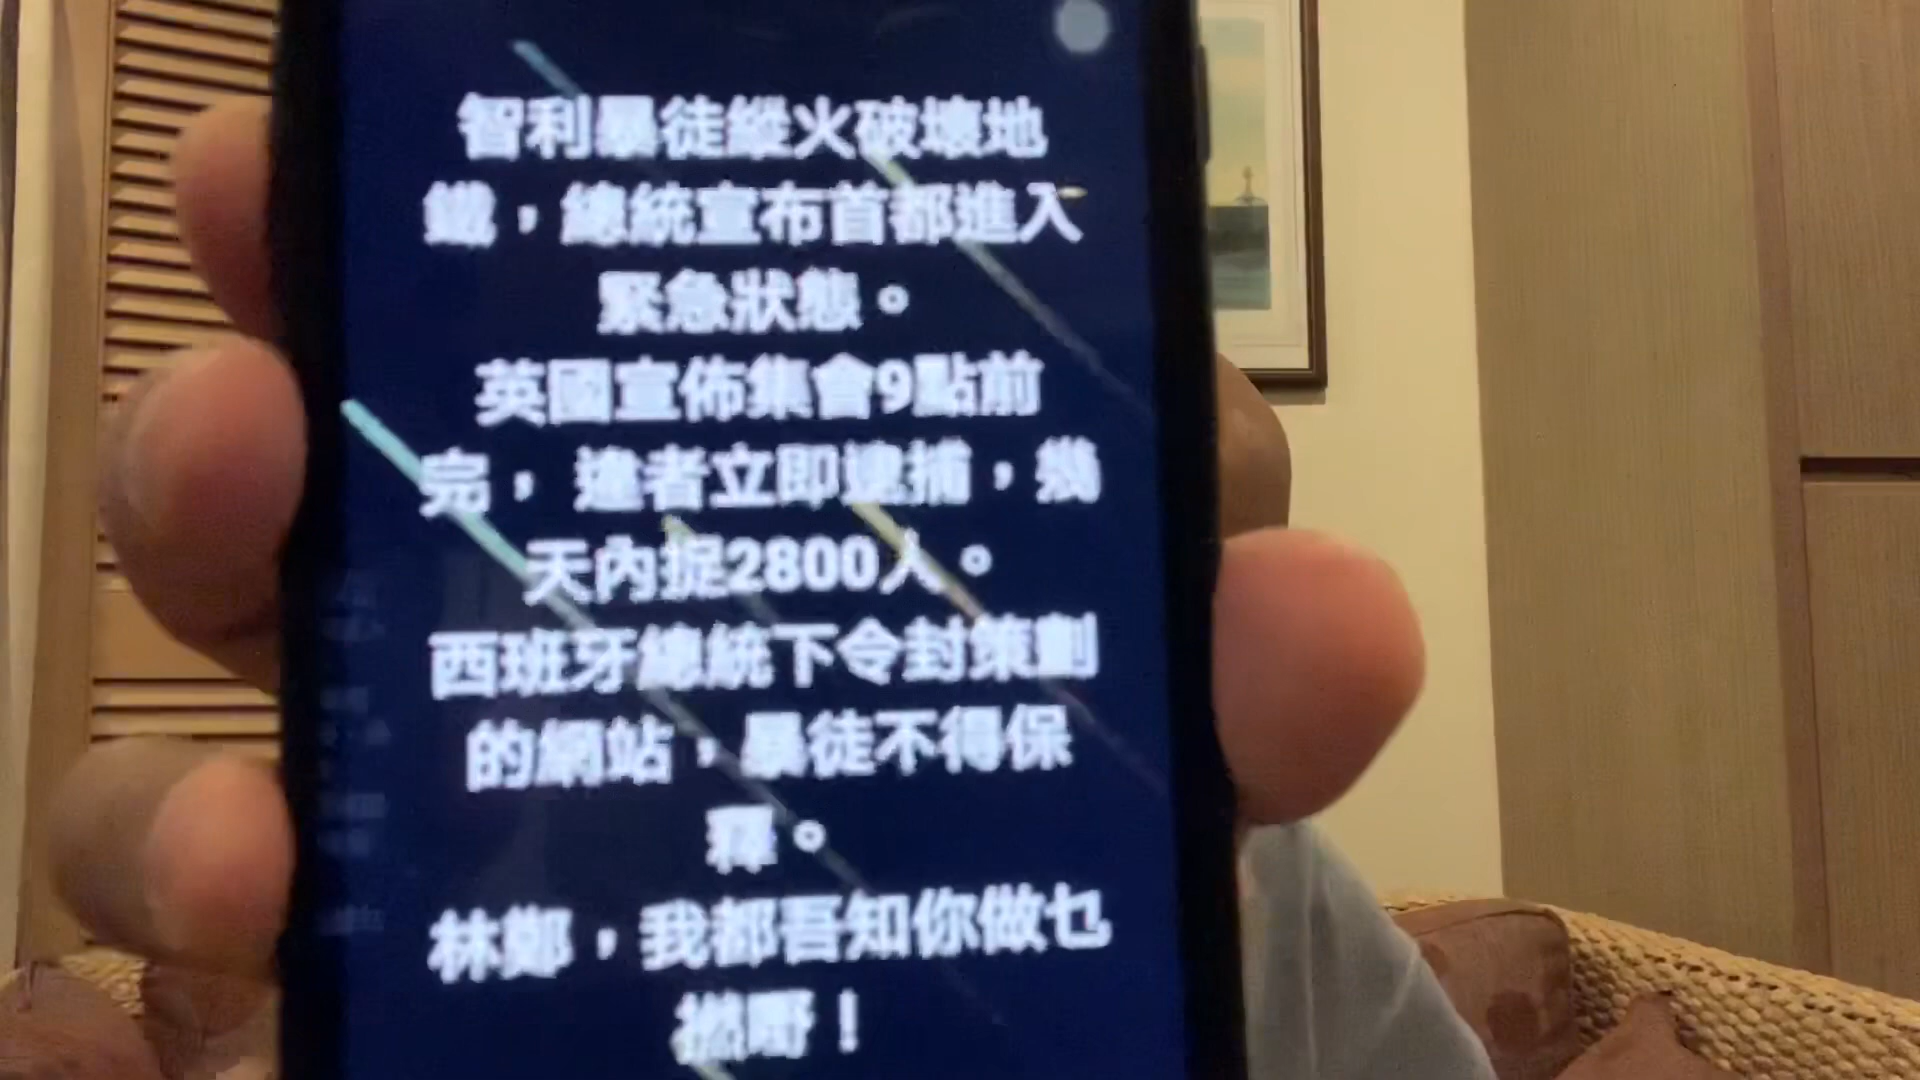 智利暴徒縱火破壞地
鐵，總統宣布首都進入
緊急狀態。
英國宣佈集會9點前
完， 違者立即逮捕，幾
天內捉2800人。
西班牙總統下令封策劃
的網站，暴徒不得保
釋。
林鄭，我都吾知你做乜
撚嘢！